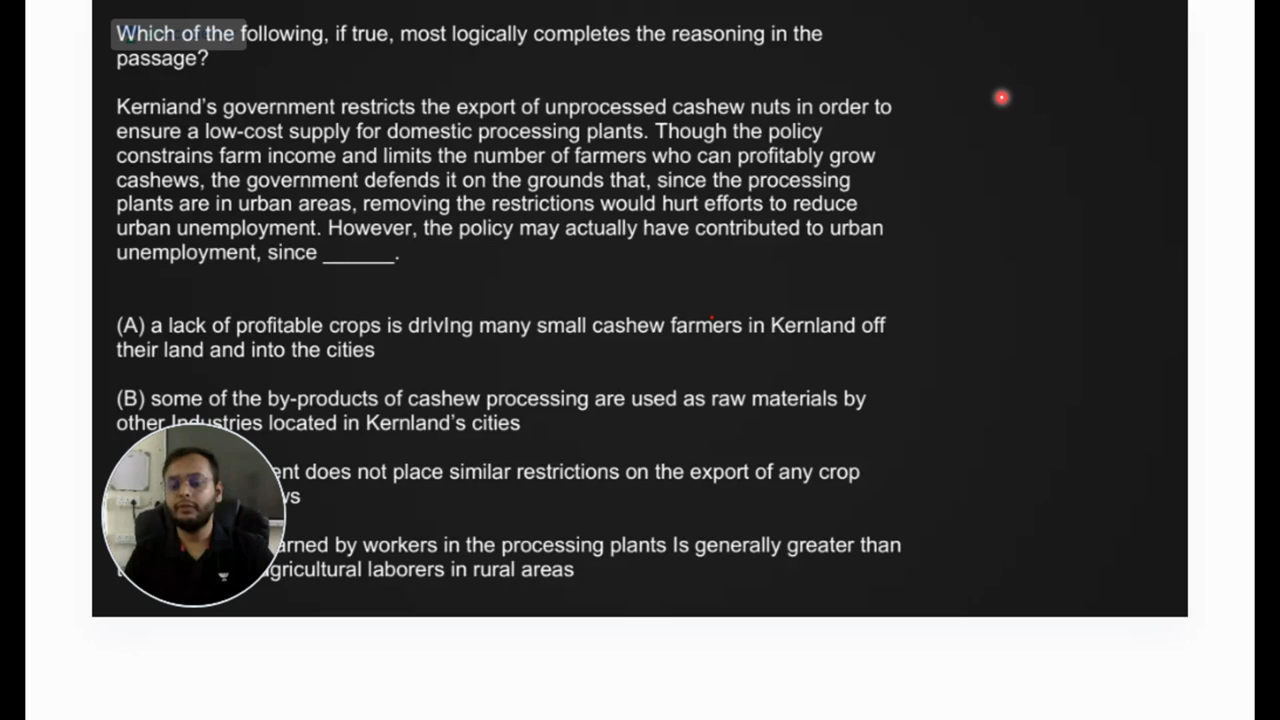 Which of the following, if true, most logically completes the reasoning in the
passage?
Kerniand's government restricts the export of unprocessed cashew nuts in order to
ensure a low-cost supply for domestic processing plants. Though the policy
constrains farm income and limits the number of farmers who can profitably grow
cashews, the government defends it on the grounds that, since the processing
plants are in urban areas, removing the restrictions would hurt efforts to reduce
urban unemployment. However, the policy may actually have contributed to urban
unemployment, since ______.
(A) a lack of profitable crops is drlvlng many small cashew farmers in Kernland off
their land and into the cities
(B) some of the by-products of cashew processing are used as raw materials by
other Industries located in Kernland's cities
does not place similar restrictions on the export of any crop
by workers in the processing plants Is generally greater than
laborers in rural areas